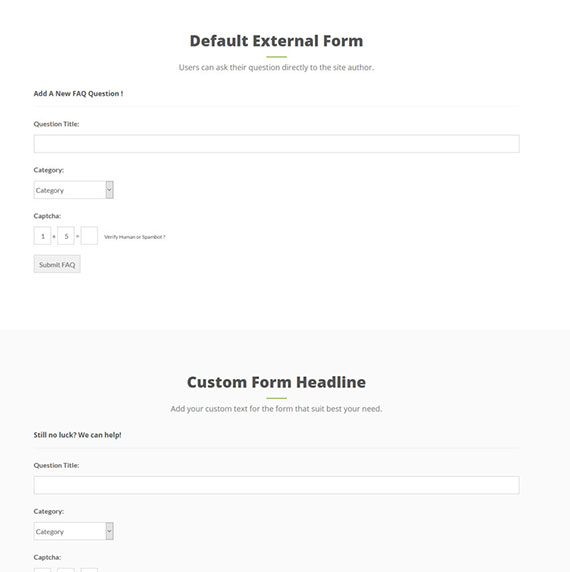 Default External Form
Users can ask their question directly to the site author.
Add A New FAQ Question !
Question Title:
Category:
Category
Captcha:
1 + 5 = Verify Human or Spambot ?
Submit FAQ
Custom Form Headline
Add your custom text for the form that suit best your need.
Still no luck? We can help!
Question Title:
Category:
Category
Captcha: